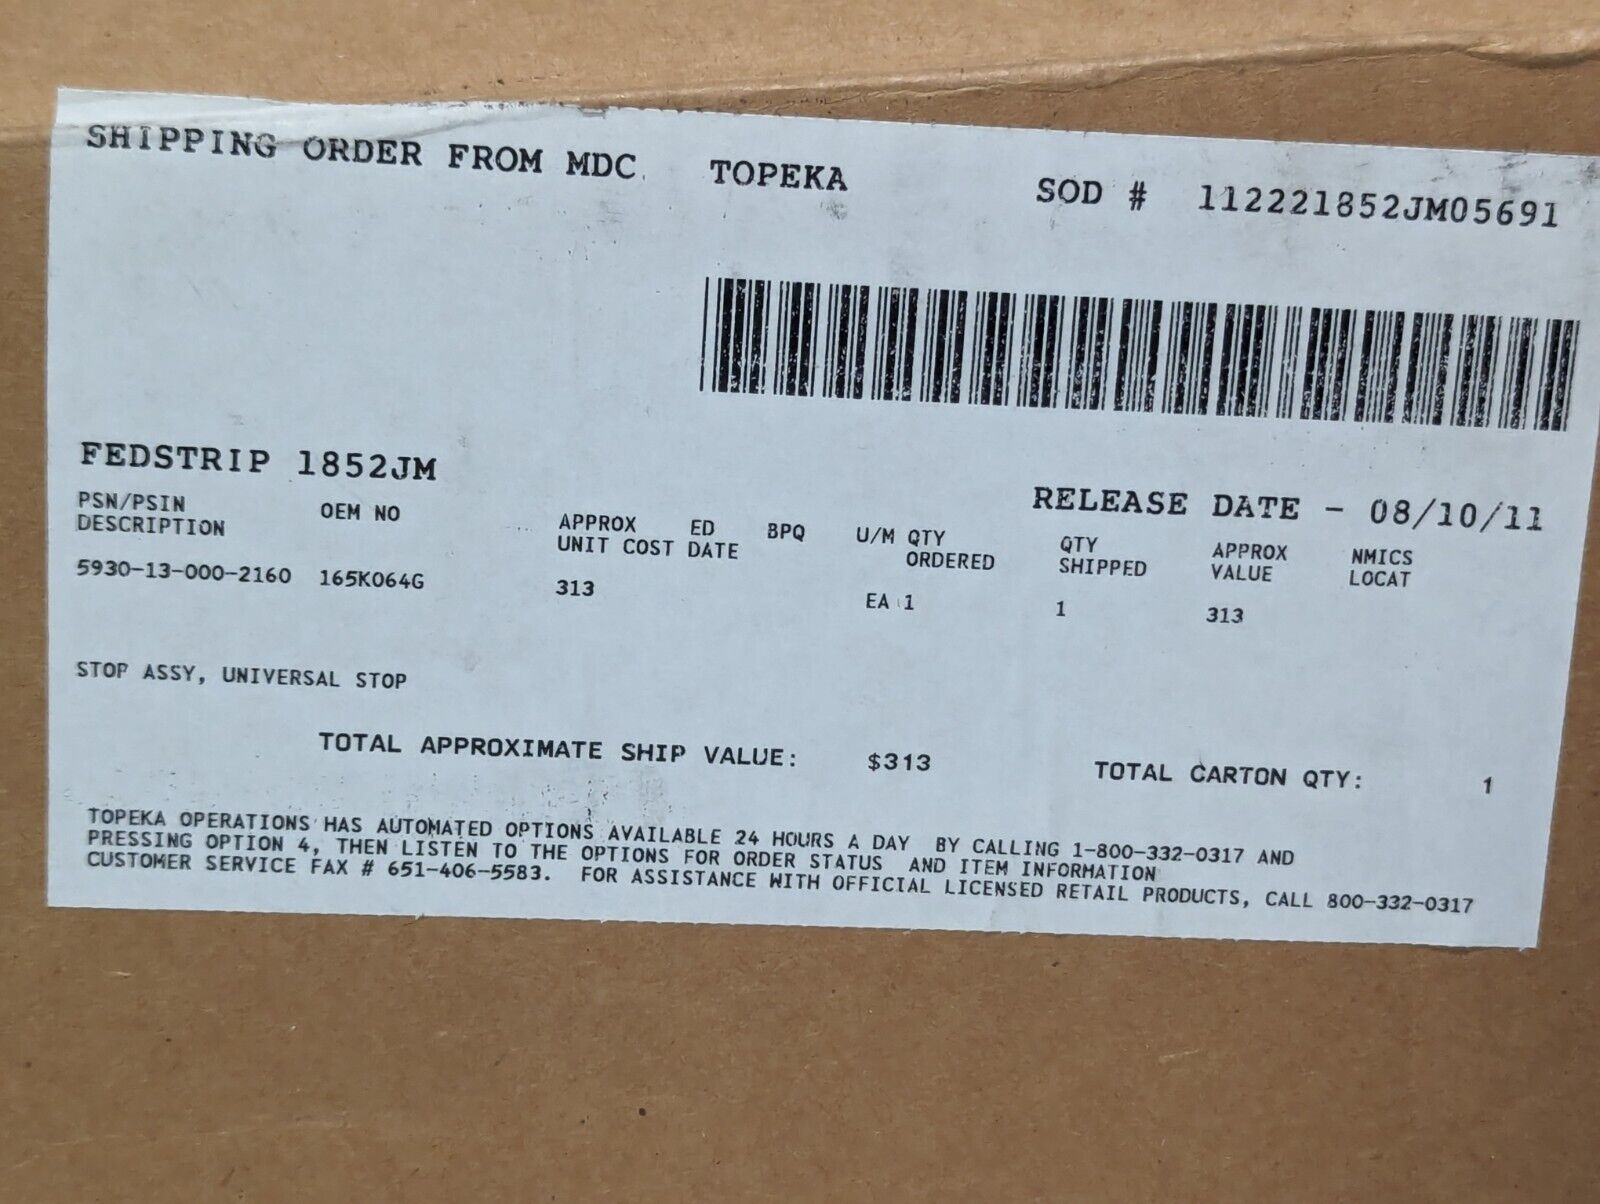 SHIPPING ORDER FROM MDC. TOPEKA SOD # 112221852JM05691
FEDSTRIP 1852JM
RELEASE DATE - 08/10/11
PSN/PSIN OEM NO APPROX ED BPQ U/M QTY QTY APPROX NMICS
DESCRIPTION UNIT COST DATE ORDERED SHIPPED VALUE LOCAT
5930-13-000-2160 165K064G 313 EA 1 1 313
STOP ASSY, UNIVERSAL STOP
TOTAL APPROXIMATE SHIP VALUE: $313 TOTAL CARTON QTY: 1
TOPEKA OPERATIONS HAS AUTOMATED OPTIONS AVAILABLE 24 HOURS A DAY BY CALLING 1-800-332-0317 AND
PRESSING OPTION 4, THEN LISTEN TO THE OPTIONS FOR ORDER STATUS AND ITEM INFORMATION
CUSTOMER SERVICE FAX # 651-406-5583. FOR ASSISTANCE WITH OFFICIAL LICENSED RETAIL PRODUCTS, CALL 800-332-0317